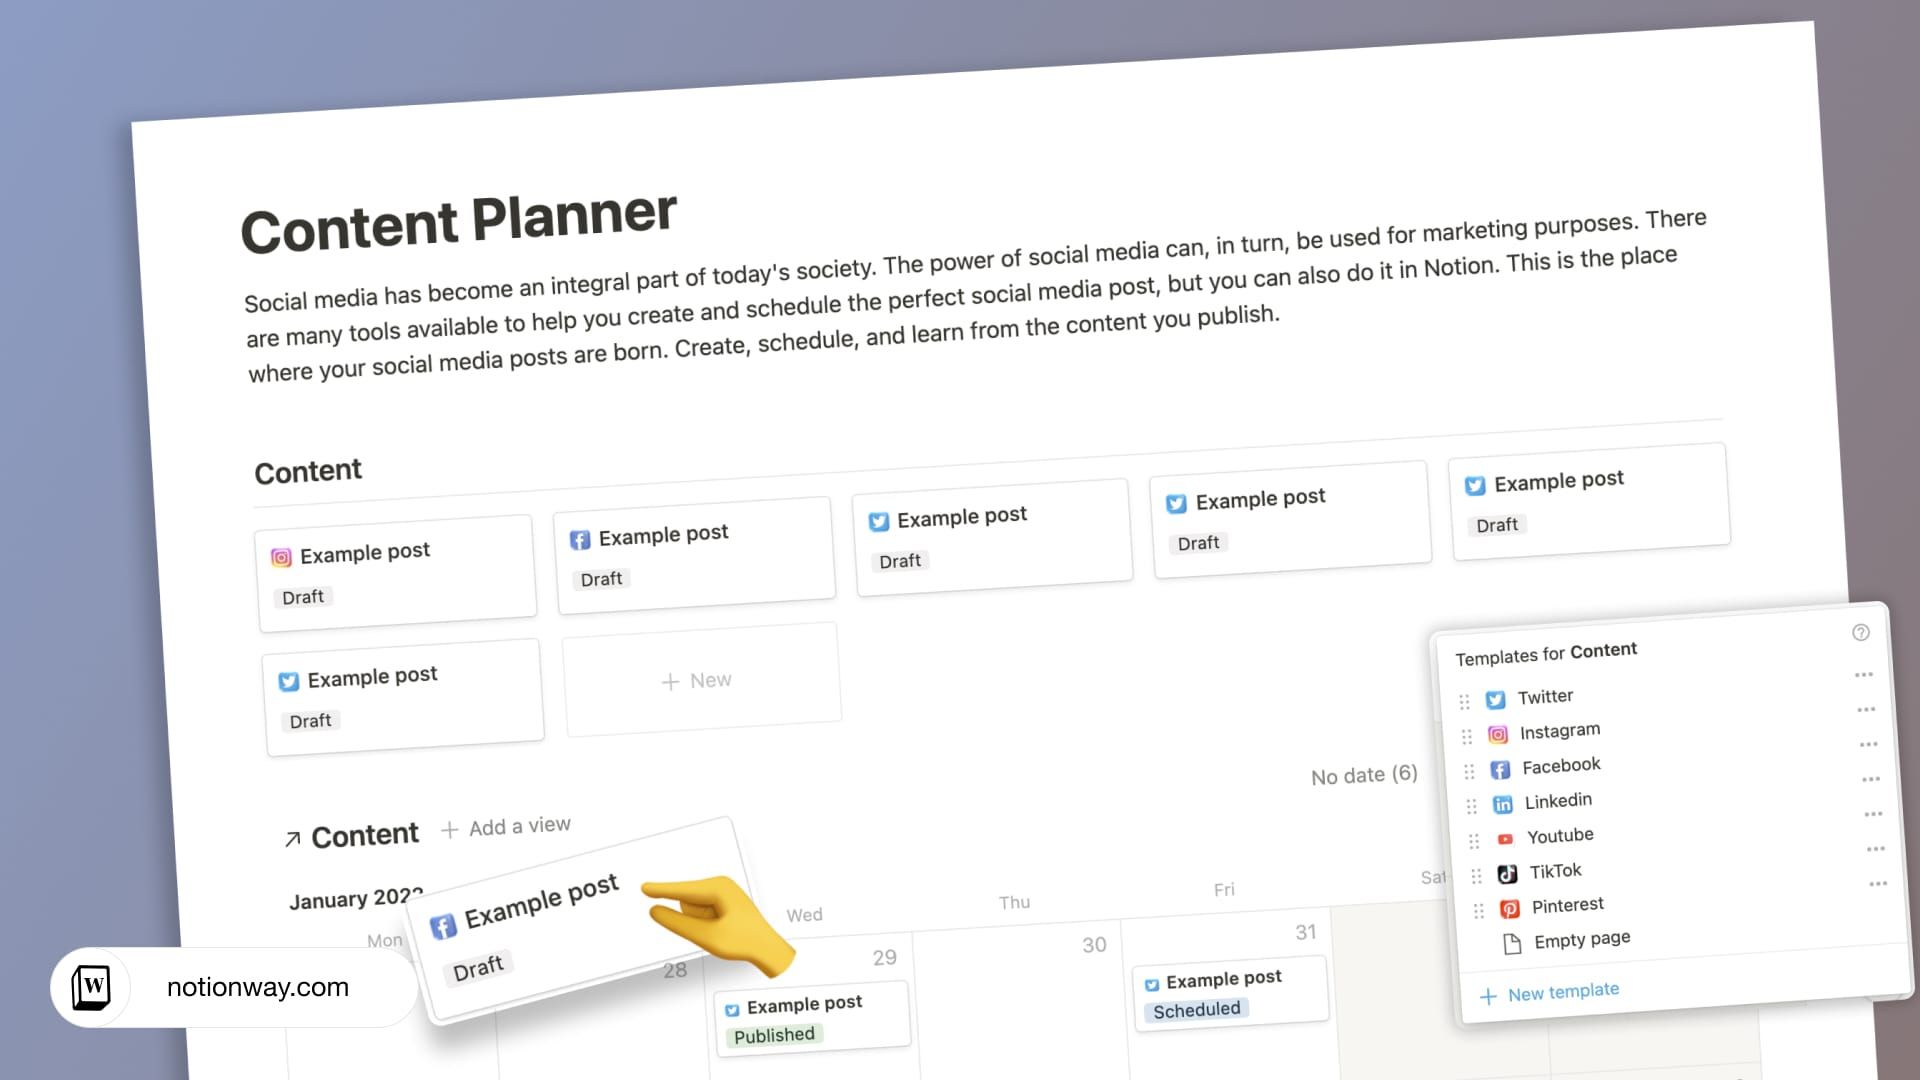 Content Planner
Social media has become an integral part of today's society. The power of social media can, in turn, be used for marketing purposes. There
are many tools available to help you create and schedule the perfect social media post, but you can also do it in Notion. This is the place
where your social media posts are born. Create, schedule, and learn from the content you publish.
Content
Example post
Draft
Example post
Draft
Example post
Draft
Example post
Draft
Example post
Draft
Example post
Draft
+ New
Content + Add a view
No date (6)
January
Mon
Wed
Thu
Fri
Sat
28
29
30
31
Example post
Draft
Example post
Published
Example post
Scheduled
Templates for Content
Twitter
Instagram
Facebook
Linkedin
Youtube
TikTok
Pinterest
Empty page
+ New template
W
notionway.com